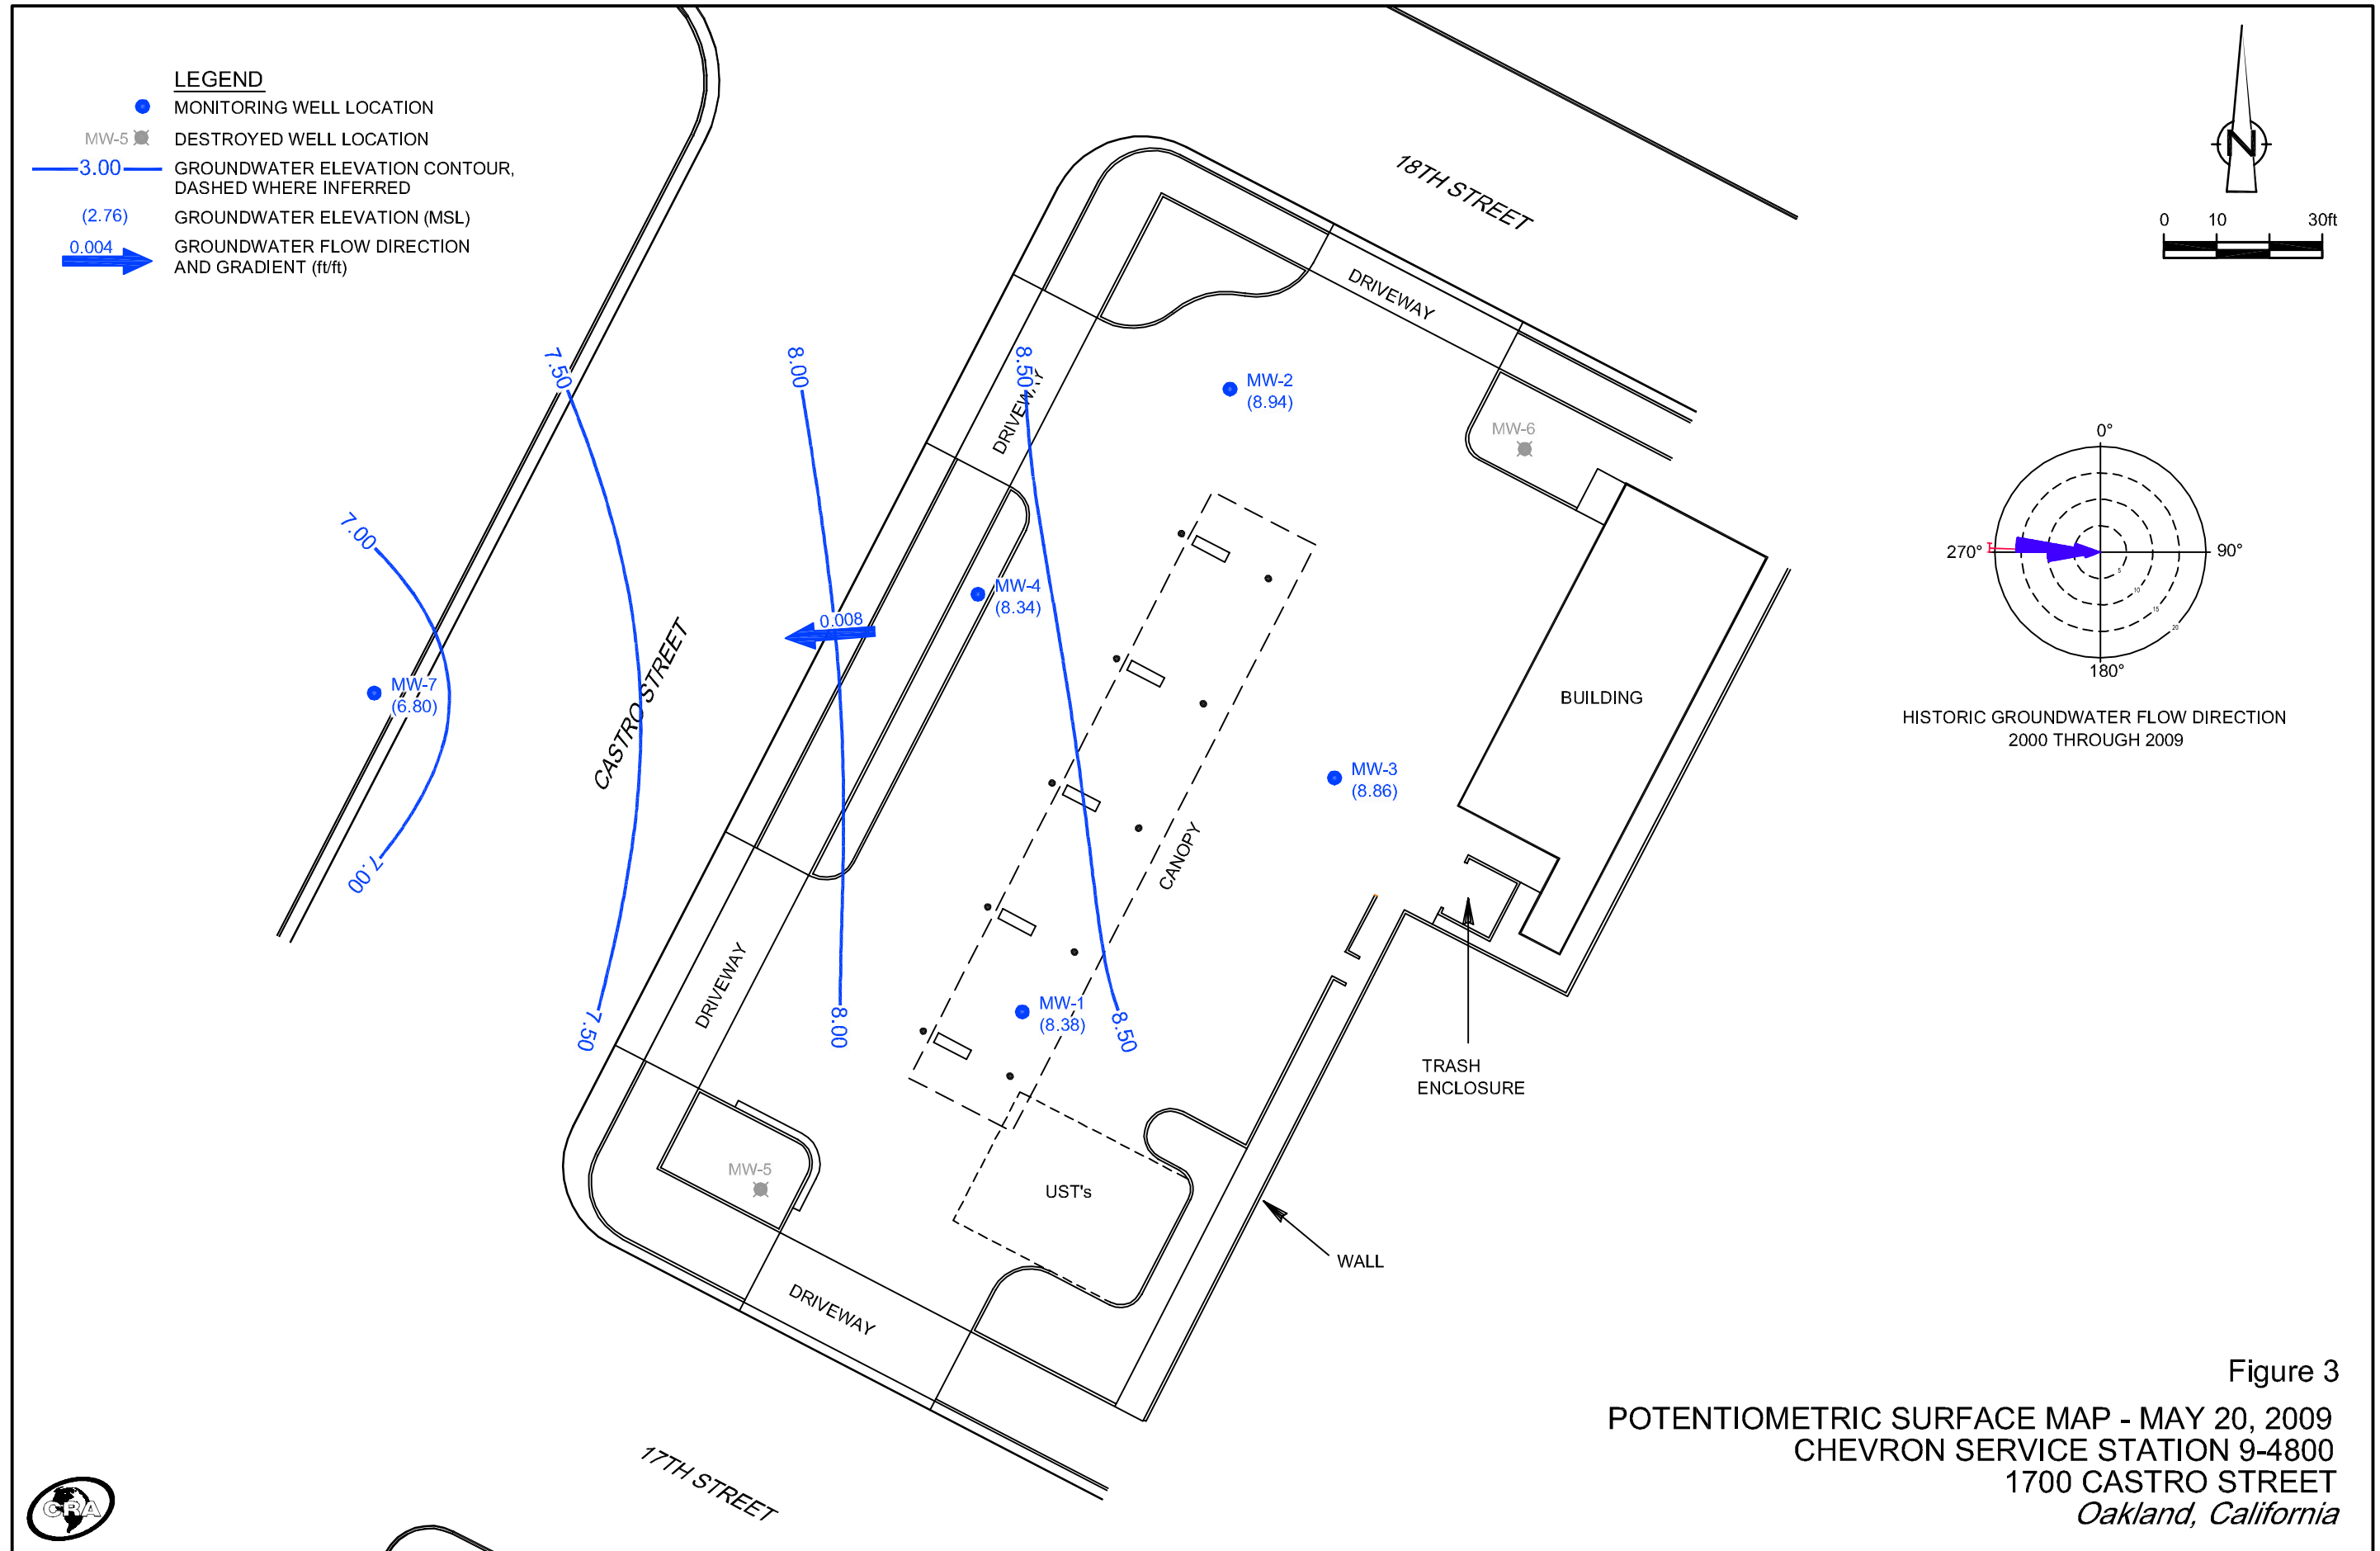 LEGEND
MONITORING WELL LOCATION
MW-5
DESTROYED WELL LOCATION
3.00
GROUNDWATER ELEVATION CONTOUR,
DASHED WHERE INFERRED
(2.76)
GROUNDWATER ELEVATION (MSL)
0.004
GROUNDWATER FLOW DIRECTION
AND GRADIENT (ft/ft)
18TH STREET
N
0 10 30ft
DRIVEWAY
7.50
8.00
8.50
DRIVEWAY
MW-2
(8.94)
MW-6
7.00
MW-4
(8.34)
0.008
MW-7
(6.80)
CASTRO STREET
BUILDING
0°
270°
90°
180°
5
10
15
20
HISTORIC GROUNDWATER FLOW DIRECTION
2000 THROUGH 2009
MW-3
(8.86)
CANOPY
7.00
DRIVEWAY
MW-1
(8.38)
7.50
8.00
8.50
TRASH
ENCLOSURE
MW-5
UST's
WALL
DRIVEWAY
17TH STREET
Figure 3
POTENTIOMETRIC SURFACE MAP - MAY 20, 2009
CHEVRON SERVICE STATION 9-4800
1700 CASTRO STREET
Oakland, California
CRA